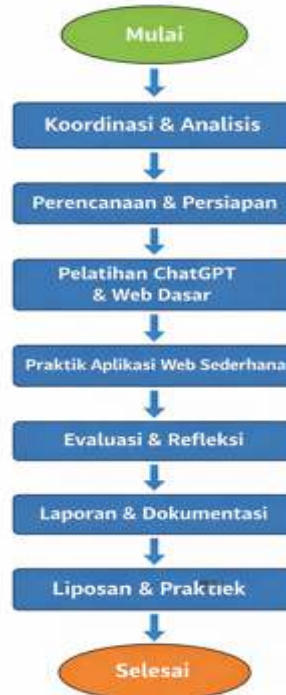 Mulai
Koordinasi & Analisis
Perencanaan & Persiapan
Pelatihan ChatGPT
& Web Dasar
Praktik Aplikasi Web Sederhana
Evaluasi & Refleksi
Laporan & Dokumentasi
Liposan & Praktiek
Selesai